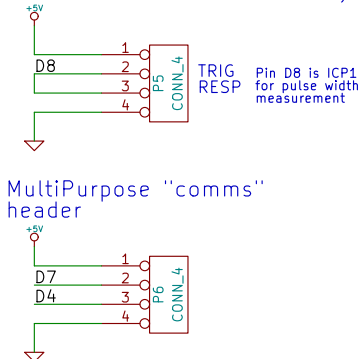 +5V
1
D8
2
3
4
P5
CONN_4
TRIG
RESP
Pin D8 is ICP1
for pulse width
measurement
MultiPurpose "comms"
header
+5V
1
D7
2
D4
3
4
P6
CONN_4